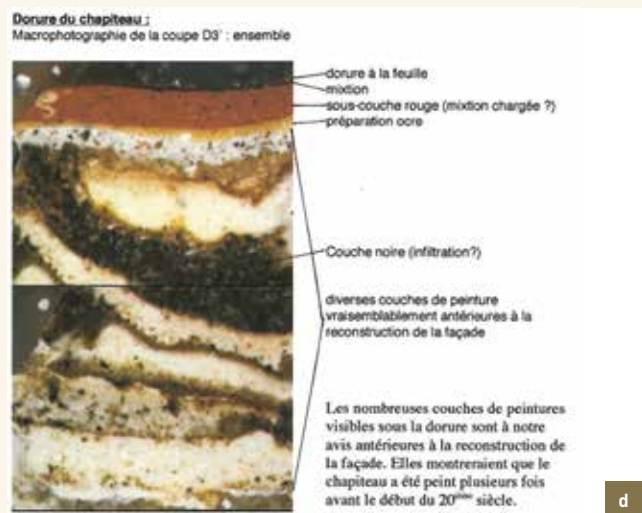 Dorure du chapiteau :
Macrophotographie de la coupe D3' : ensemble
dorure à la feuille
mixtion
sous-couche rouge (mixtion chargée ?)
préparation ocre
Couche noire (infiltration?)
diverses couches de peinture
vraisemblablement antérieures à la
reconstruction de la façade
Les nombreuses couches de peintures
visibles sous la dorure sont à notre
avis antérieures à la reconstruction de
la façade. Elles montreraient que le
chapiteau a été peint plusieurs fois
avant le début du 20ème siècle.
d